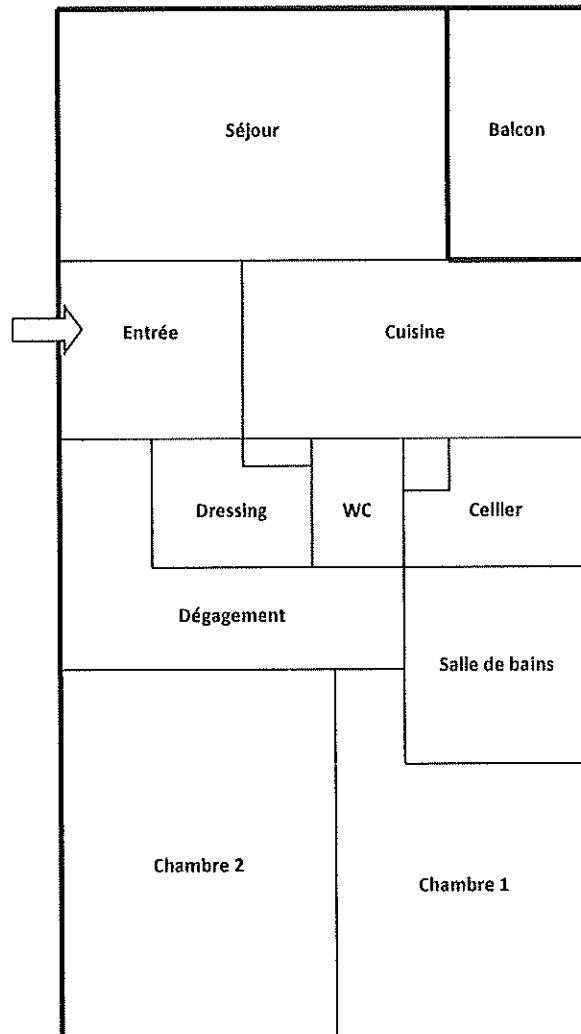 Séjour
Balcon
Entrée
Cuisine
Dressing
WC
Cellier
Dégagement
Salle de bains
Chambre 2
Chambre 1